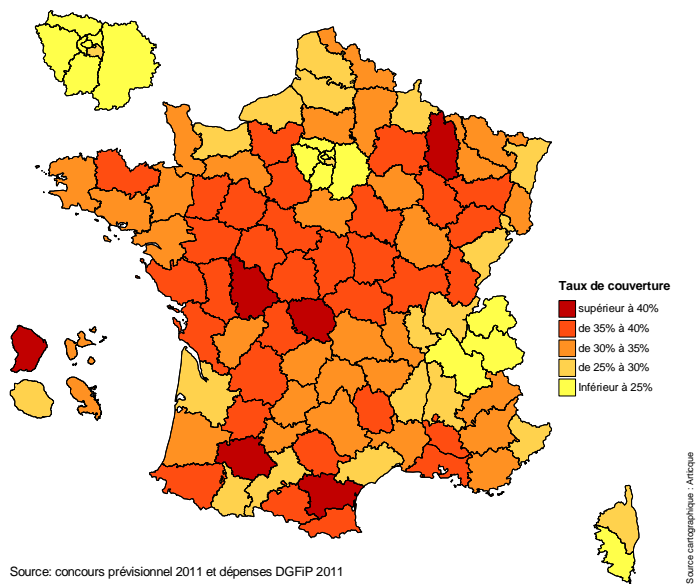 Taux de couverture
supérieur à 40%
de 35% à 40%
de 30% à 35%
de 25% à 30%
Inférieur à 25%
Source: concours prévisionnel 2011 et dépenses DGFiP 2011
Source cartographique : Articque